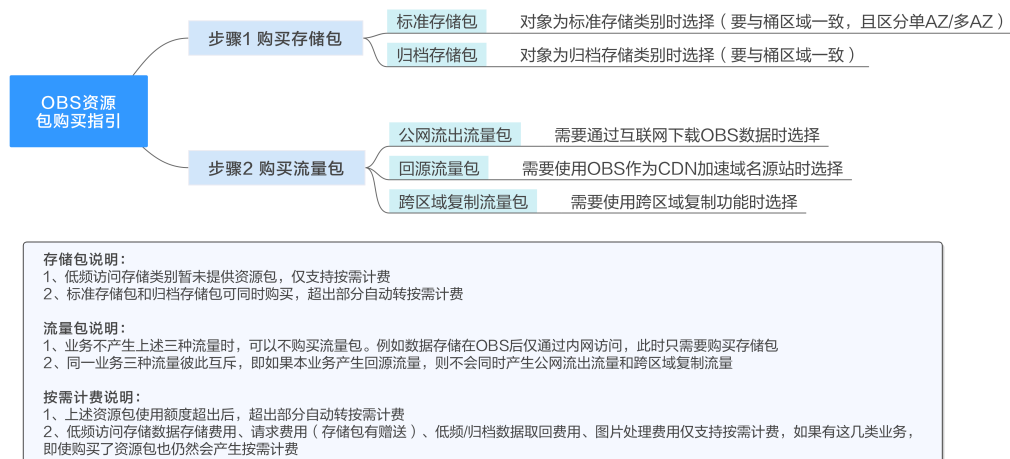 OBS资源
包购买指引
步骤1 购买存储包
标准存储包 对象为标准存储类别时选择（要与桶区域一致，且区分单AZ/多AZ）
归档存储包 对象为归档存储类别时选择（要与桶区域一致）
步骤2 购买流量包
公网流出流量包 需要通过互联网下载OBS数据时选择
回源流量包 需要使用OBS作为CDN加速域名源站时选择
跨区域复制流量包 需要使用跨区域复制功能时选择
存储包说明：
1、低频访问存储类别暂未提供资源包，仅支持按需计费
2、标准存储包和归档存储包可同时购买，超出部分自动转按需计费
流量包说明：
1、业务不产生上述三种流量时，可以不购买流量包。例如数据存储在OBS后仅通过内网访问，此时只需要购买存储包
2、同一业务三种流量彼此互斥，即如果本业务产生回源流量，则不会同时产生公网流出流量和跨区域复制流量
按需计费说明：
1、上述资源包使用额度超出后，超出部分自动转按需计费
2、低频访问存储数据存储费用、请求费用（存储包有赠送）、低频/归档数据取回费用、图片处理费用仅支持按需计费，如果有这几类业务，
即使购买了资源包也仍然会产生按需计费